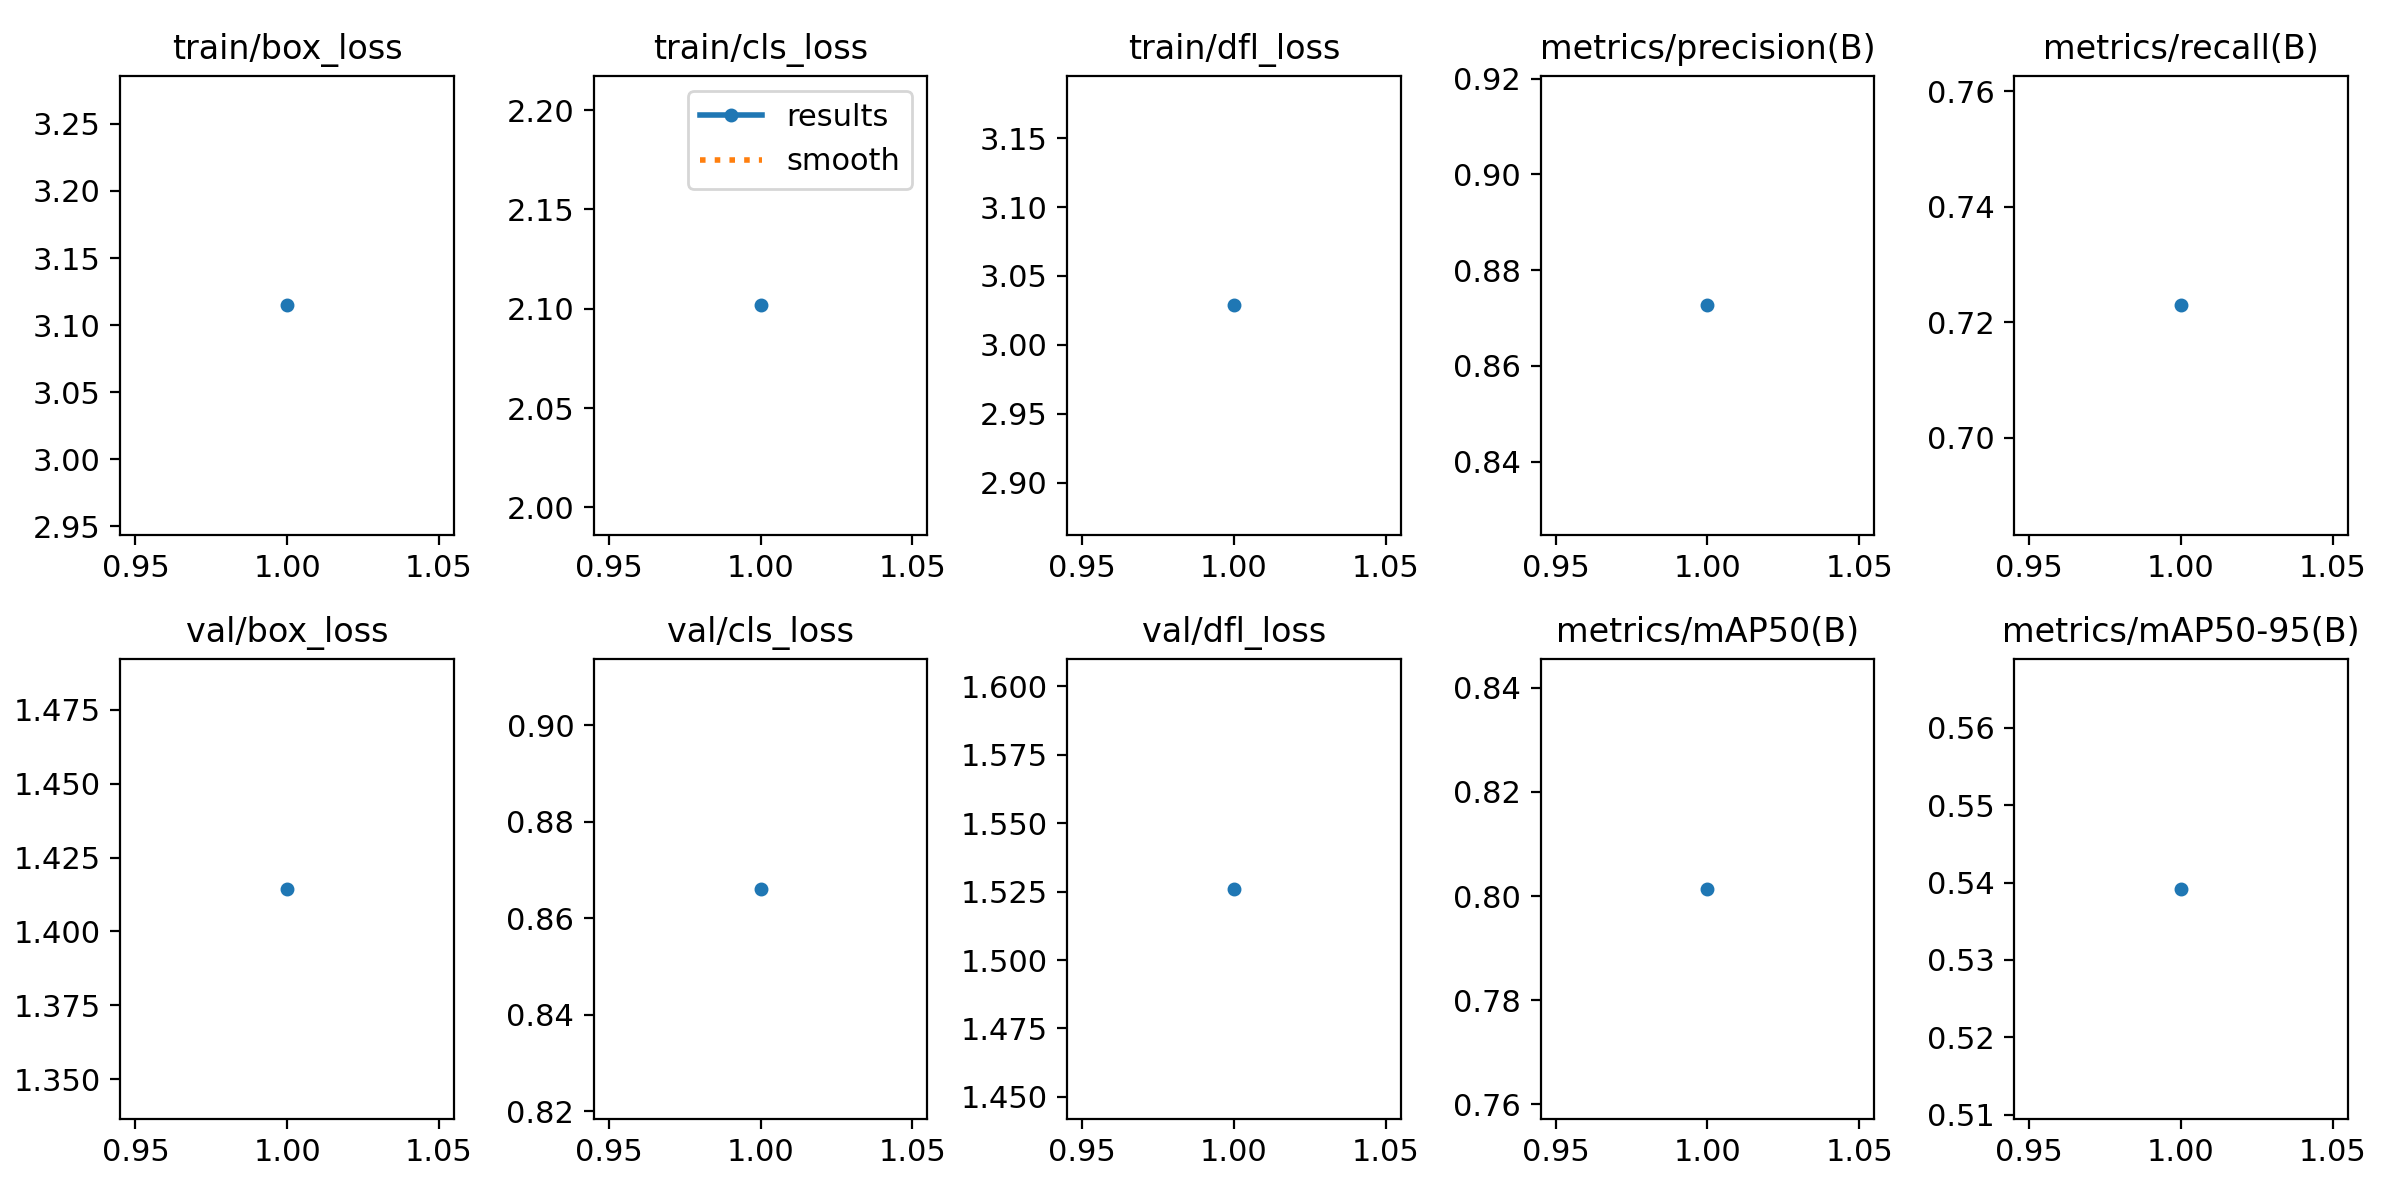 train/box_loss
3.25
3.20
3.15
3.10
3.05
3.00
2.95
0.95 1.00 1.05
train/cls_loss
results
smooth
2.20
2.15
2.10
2.05
2.00
0.95 1.00 1.05
train/dfl_loss
3.15
3.10
3.05
3.00
2.95
2.90
0.95 1.00 1.05
metrics/precision(B)
0.92
0.90
0.88
0.86
0.84
0.95 1.00 1.05
metrics/recall(B)
0.76
0.74
0.72
0.70
0.95 1.00 1.05
val/box_loss
1.475
1.450
1.425
1.400
1.375
1.350
0.95 1.00 1.05
val/cls_loss
0.90
0.88
0.86
0.84
0.82
0.95 1.00 1.05
val/dfl_loss
1.600
1.575
1.550
1.525
1.500
1.475
1.450
0.95 1.00 1.05
metrics/mAP50(B)
0.84
0.82
0.80
0.78
0.76
0.95 1.00 1.05
metrics/mAP50-95(B)
0.56
0.55
0.54
0.53
0.52
0.51
0.95 1.00 1.05